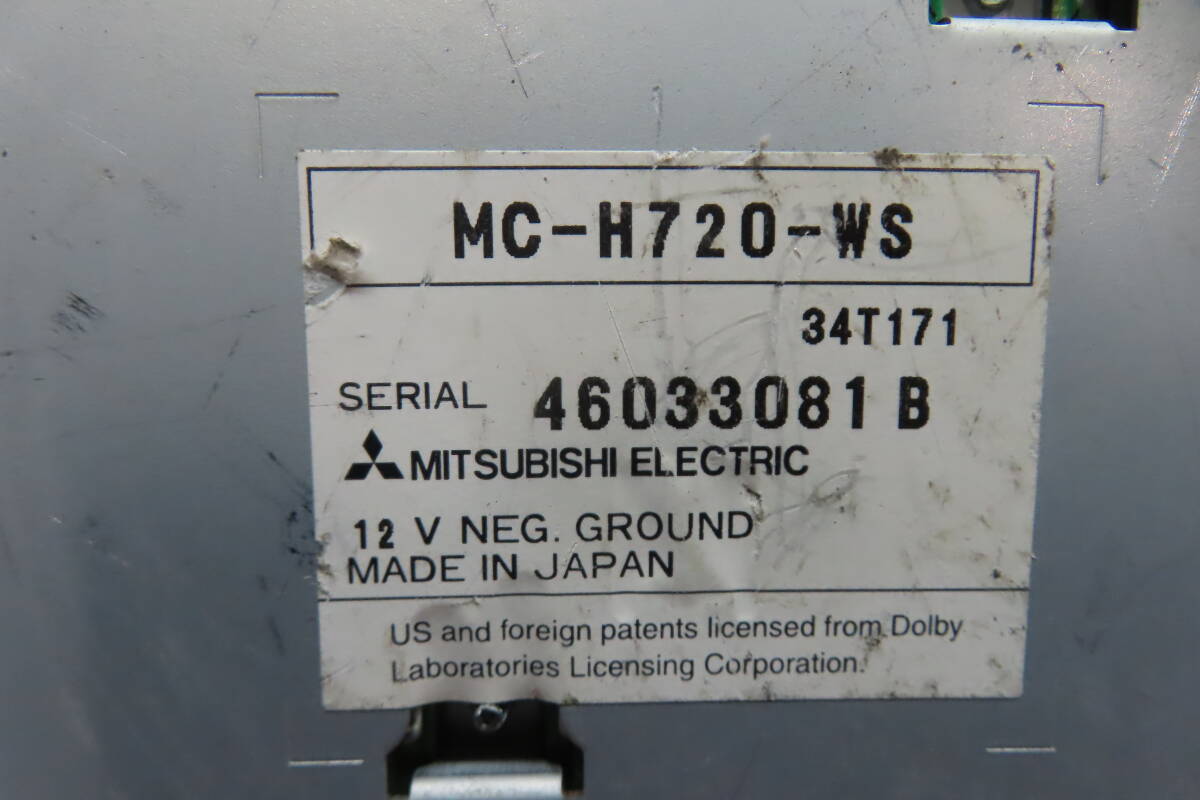 MC-H720-WS
34T171
SERIAL 46033081B
MITSUBISHI ELECTRIC
12 V NEG. GROUND
MADE IN JAPAN
US and foreign patents licensed from Dolby
Laboratories Licensing Corporation.